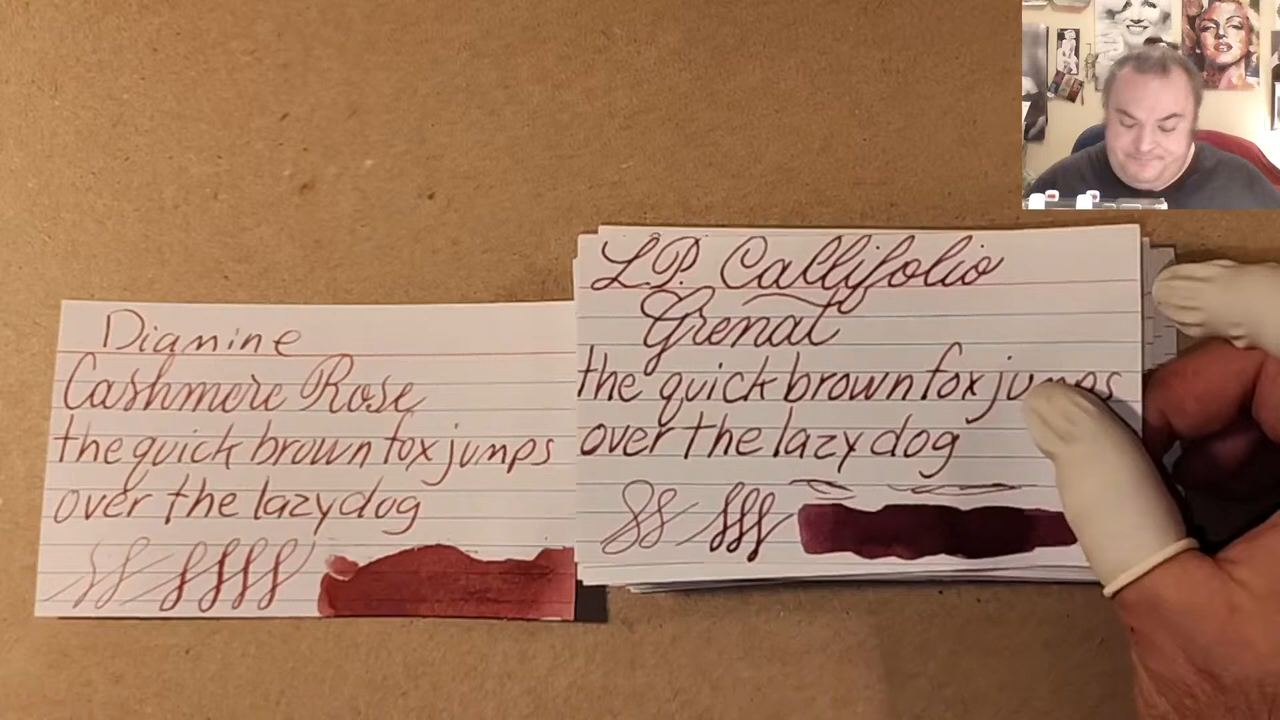 Diamine
Cashmere Rose
the quick brown fox jumps
over the lazy dog
L.P. Callifolio
Grenat
the quick brown fox jumps
over the lazy dog